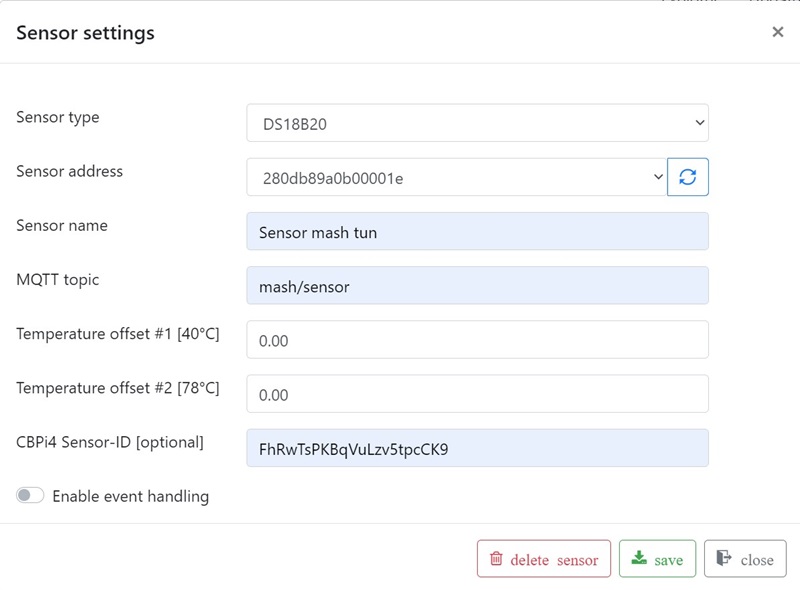 Sensor settings
Sensor type
DS18B20
Sensor address
280db89a0b00001e
Sensor name
Sensor mash tun
MQTT topic
mash/sensor
Temperature offset #1 [40°C]
0.00
Temperature offset #2 [78°C]
0.00
CBPi4 Sensor-ID [optional]
FhRwTsPKBqVuLzv5tpcCK9
Enable event handling
delete sensor
save
close